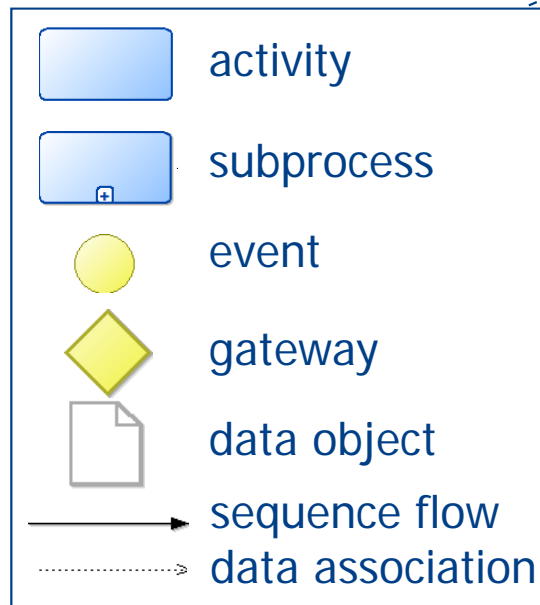 activity
subprocess
event
gateway
data object
sequence flow
data association